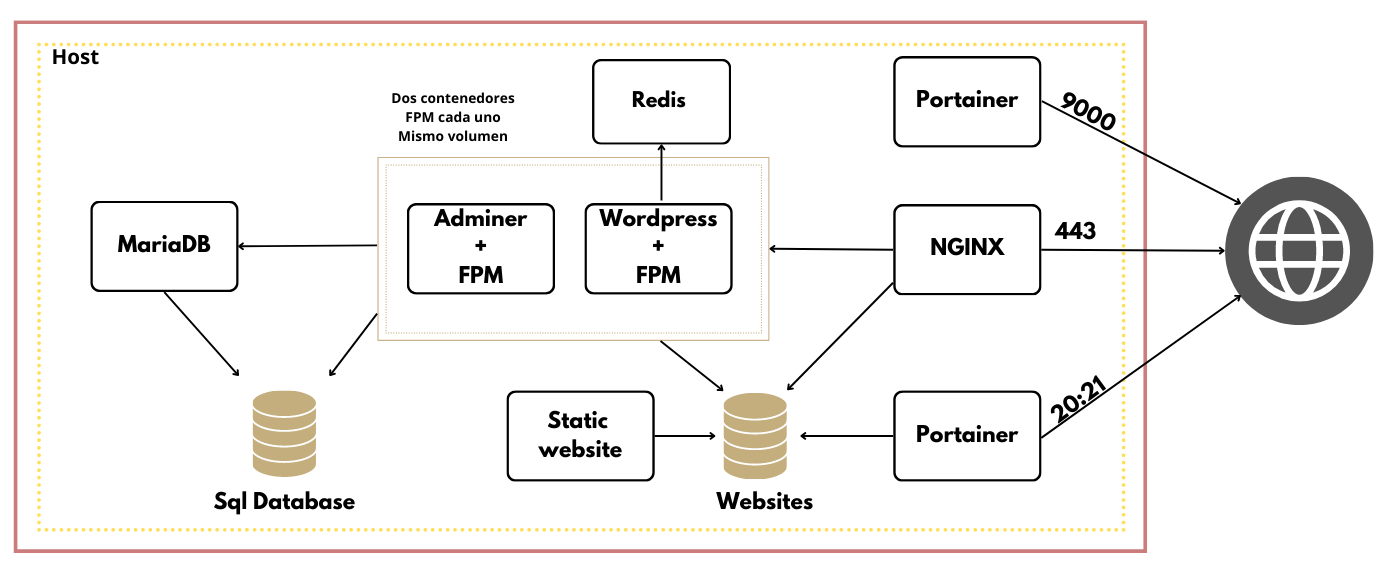 Host
Dos contenedores
FPM cada uno
Mismo volumen
Redis
Portainer
9000
MariaDB
Adminer
+
FPM
Wordpress
+
FPM
NGINX
443
Static
website
Portainer
20:21
Sql Database
Websites